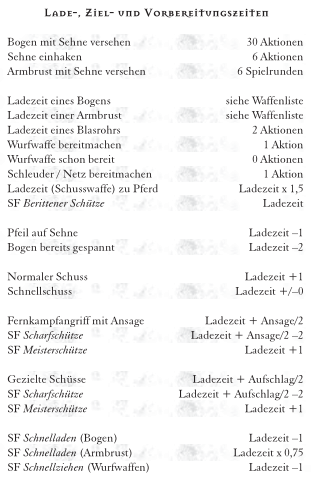 Lade-, Ziel- und Vorbereitungszeiten
Bogen mit Sehne versehen 30 Aktionen
Sehne einhaken 6 Aktionen
Armbrust mit Sehne versehen 6 Spielrunden
Ladezeit eines Bogens siehe Waffenliste
Ladezeit einer Armbrust siehe Waffenliste
Ladezeit eines Blasrohrs 2 Aktionen
Wurfwaffe bereitmachen 1 Aktion
Wurfwaffe schon bereit 0 Aktionen
Schleuder / Netz bereitmachen 1 Aktion
Ladezeit (Schusswaffe) zu Pferd Ladezeit x 1,5
SF Berittener Schütze Ladezeit
Pfeil auf Sehne Ladezeit –1
Bogen bereits gespannt Ladezeit –2
Normaler Schuss Ladezeit +1
Schnellschuss Ladezeit +/–0
Fernkampfangriff mit Ansage Ladezeit + Ansage/2
SF Scharfschütze Ladezeit + Ansage/2 –2
SF Meisterschütze Ladezeit +1
Gezielte Schüsse Ladezeit + Aufschlag/2
SF Scharfschütze Ladezeit + Aufschlag/2 –2
SF Meisterschütze Ladezeit +1
SF Schnelladen (Bogen) Ladezeit –1
SF Schnelladen (Armbrust) Ladezeit x 0,75
SF Schnellziehen (Wurfwaffen) Ladezeit –1